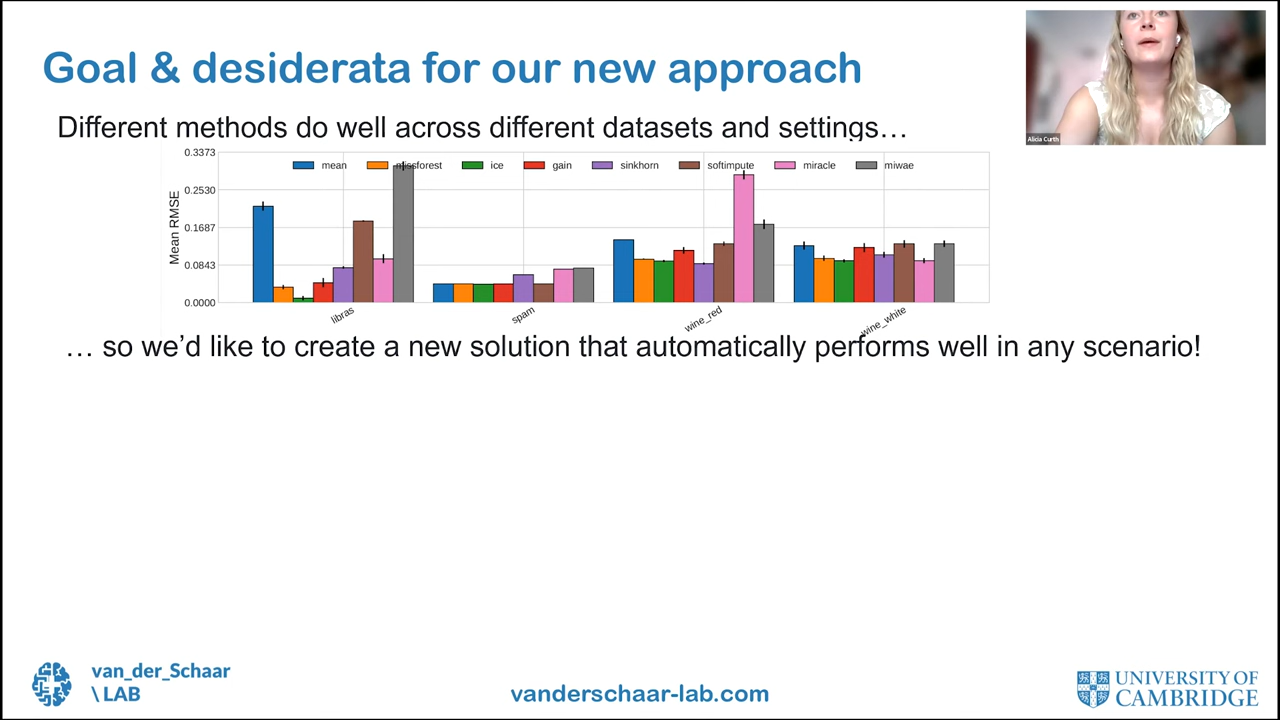 Goal & desiderata for our new approach
Alicia Curth
Different methods do well across different datasets and settings…
0.3373
mean missforest ice gain sinkhorn softimpute miracle miwae
0.2530
0.1687
0.0843
0.0000
Mean RMSE
libras spam wine_red wine_white
… so we’d like to create a new solution that automatically performs well in any scenario!
van_der_Schaar
\ LAB
vanderschaar-lab.com
UNIVERSITY OF
CAMBRIDGE